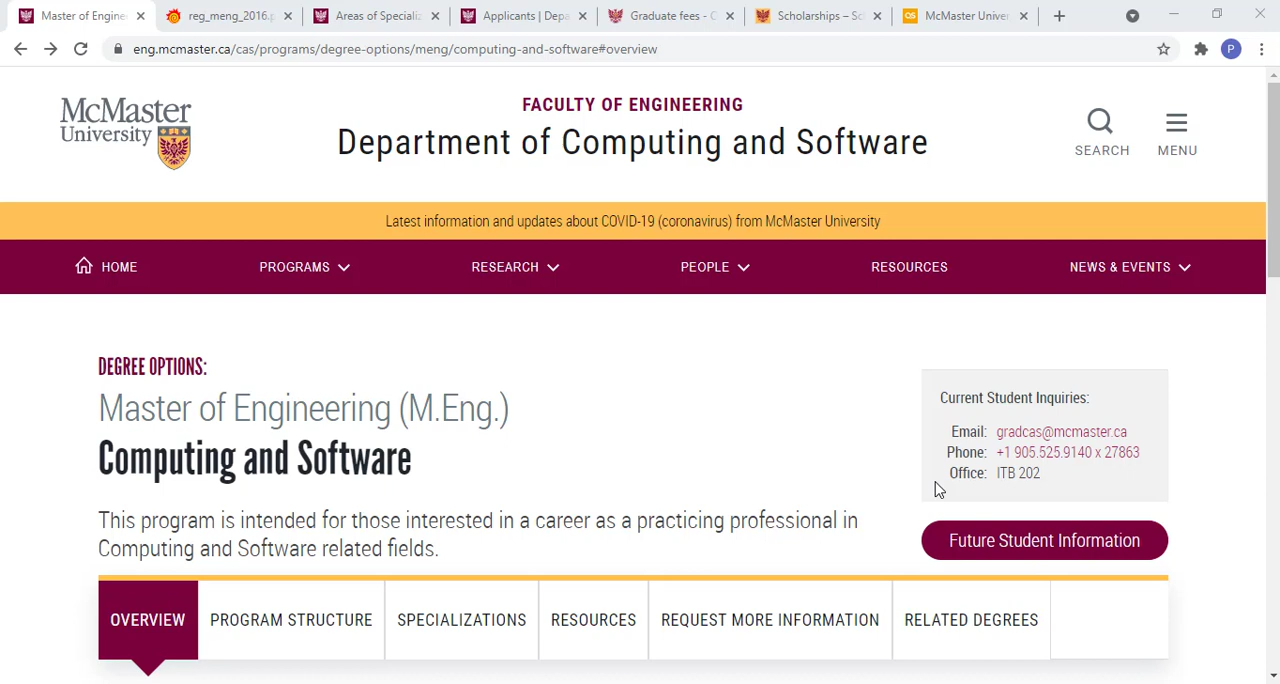 Master of Engine
reg_meng_2016.p
Areas of Speciali
Applicants | Depa
Graduate fees - C
Scholarships – Sc
McMaster Univer
eng.mcmaster.ca/cas/programs/degree-options/meng/computing-and-software#overview
P
McMaster
University
FACULTY OF ENGINEERING
Department of Computing and Software
SEARCH
MENU
Latest information and updates about COVID-19 (coronavirus) from McMaster University
HOME
PROGRAMS
RESEARCH
PEOPLE
RESOURCES
NEWS & EVENTS
DEGREE OPTIONS:
Master of Engineering (M.Eng.)
Computing and Software
This program is intended for those interested in a career as a practicing professional in
Computing and Software related fields.
Current Student Inquiries:
Email: gradcas@mcmaster.ca
Phone: +1 905.525.9140 x 27863
Office: ITB 202
Future Student Information
OVERVIEW
PROGRAM STRUCTURE
SPECIALIZATIONS
RESOURCES
REQUEST MORE INFORMATION
RELATED DEGREES